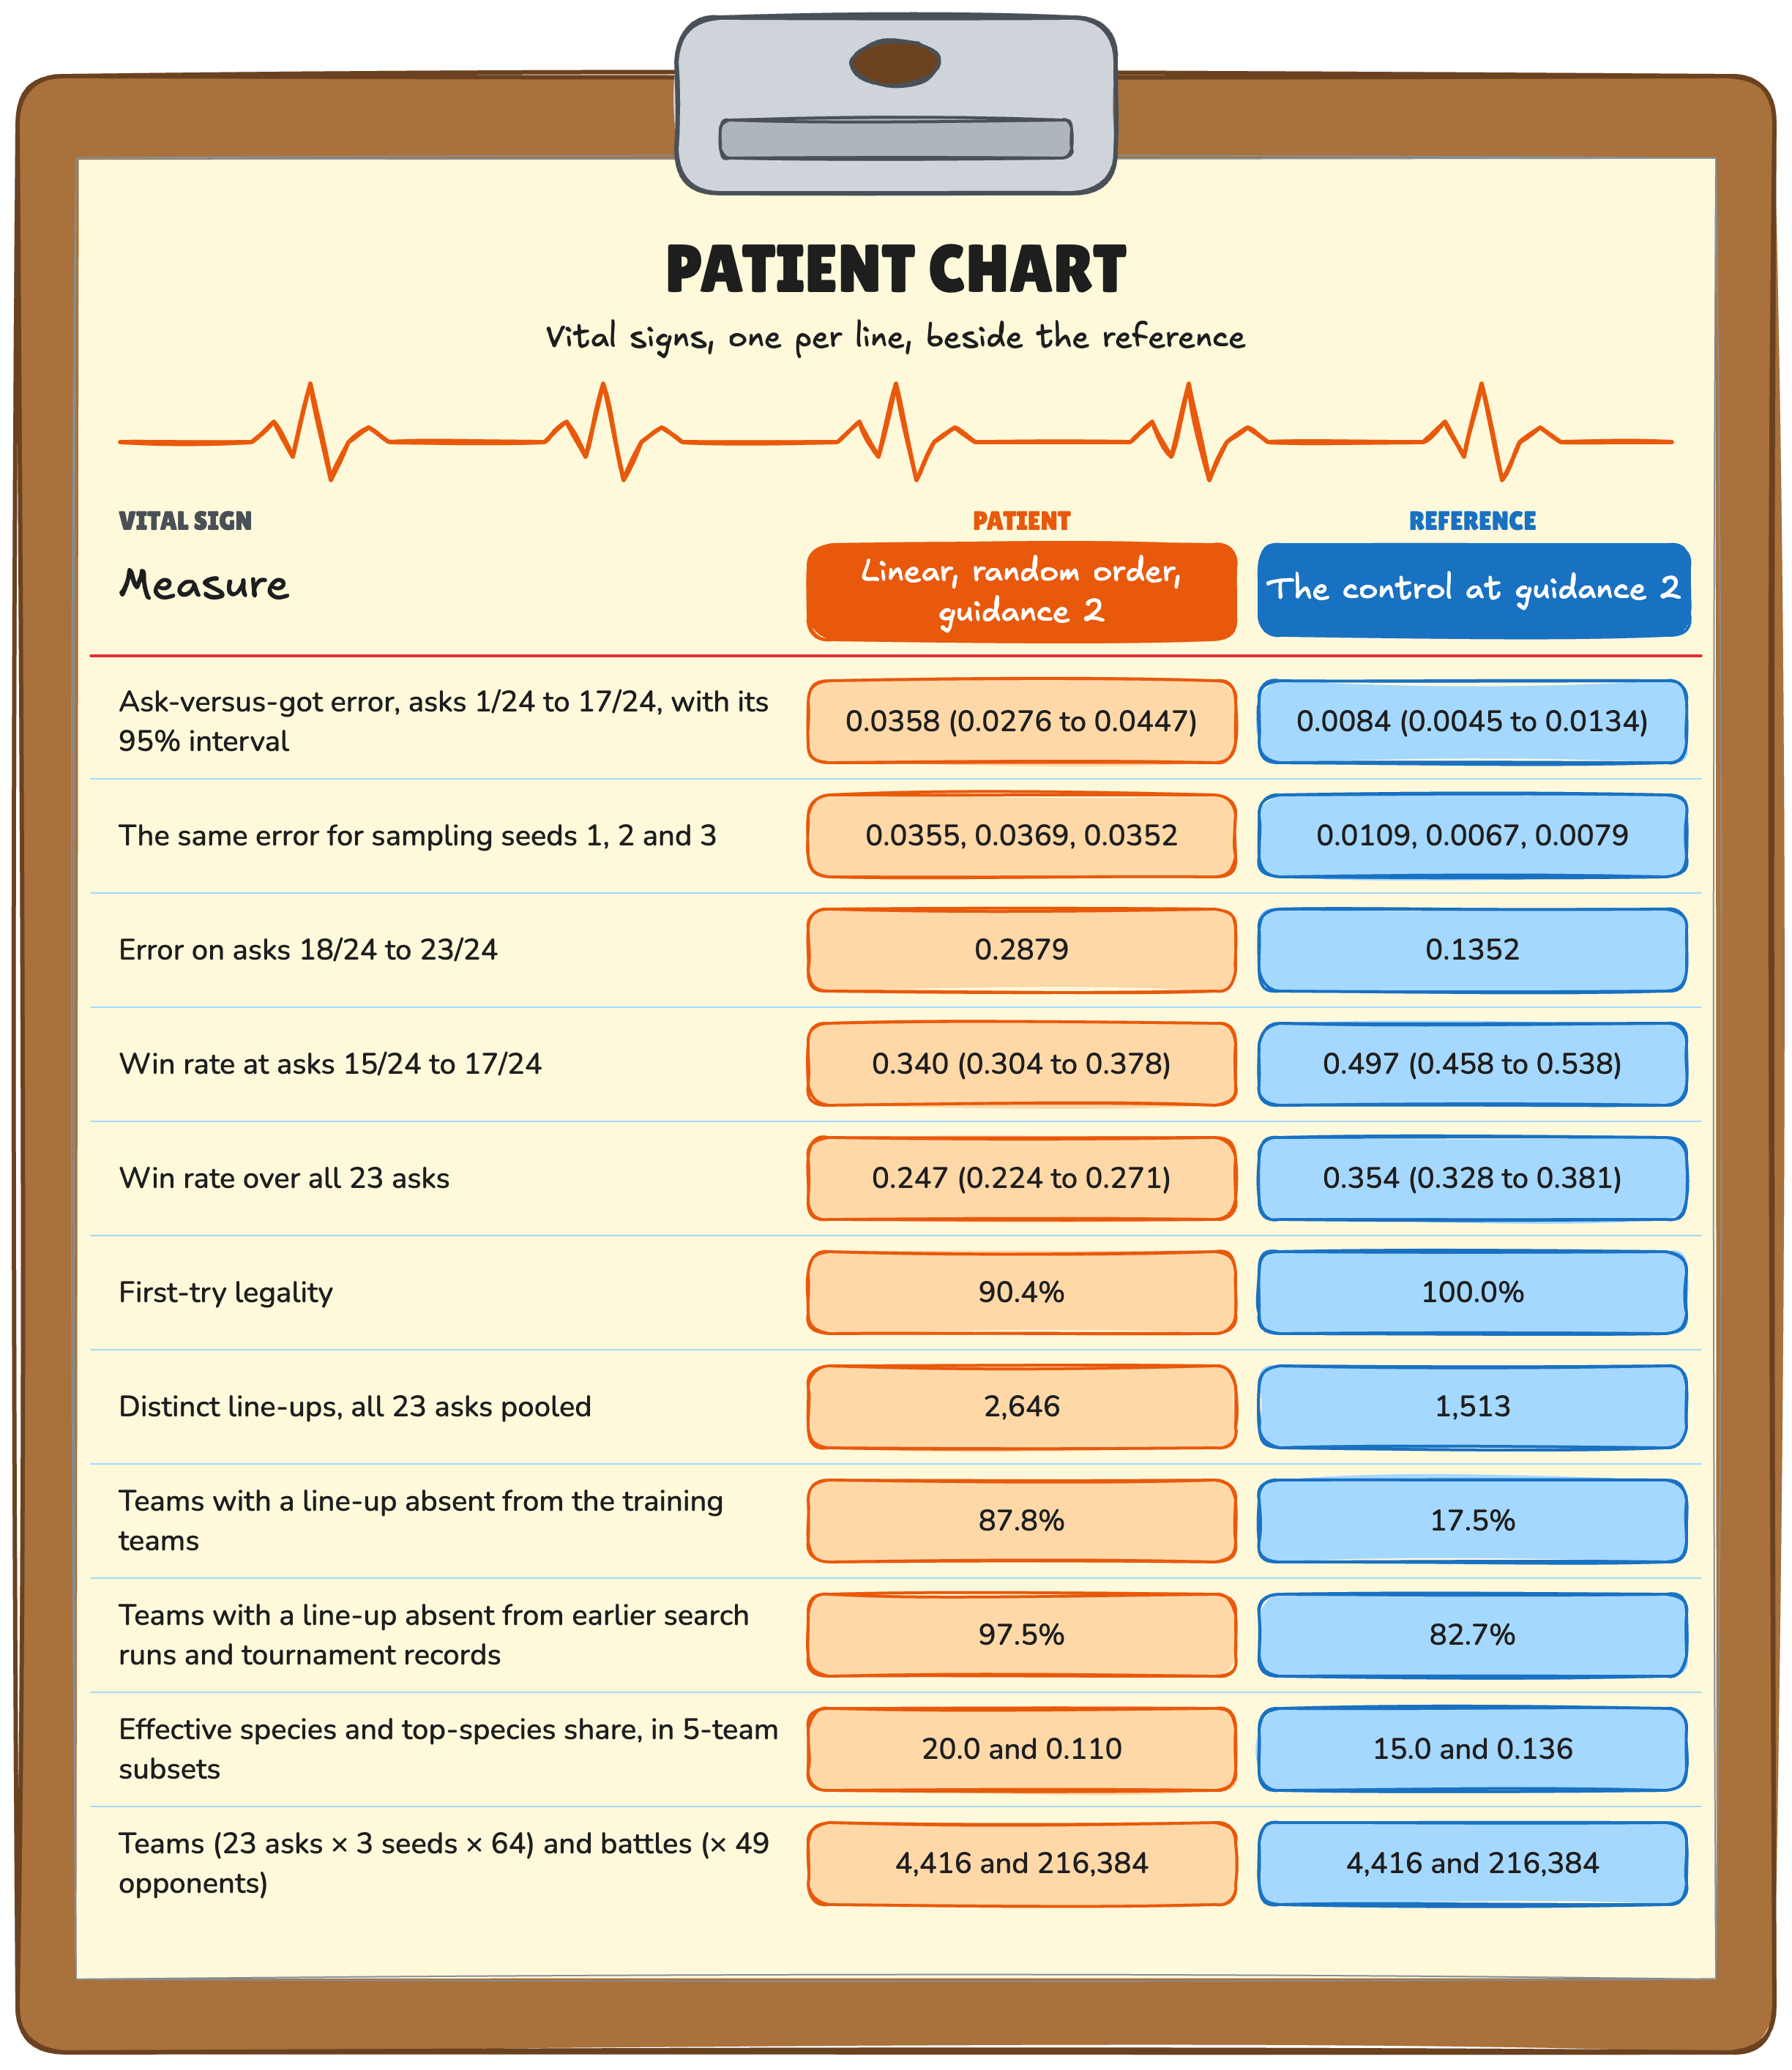 PATIENT CHART
Vital signs, one per line, beside the reference
VITAL SIGN
PATIENT
REFERENCE
Measure
Linear, random order,
guidance 2
The control at guidance 2
Ask-versus-got error, asks 1/24 to 17/24, with its
95% interval
0.0358 (0.0276 to 0.0447)
0.0084 (0.0045 to 0.0134)
The same error for sampling seeds 1, 2 and 3
0.0355, 0.0369, 0.0352
0.0109, 0.0067, 0.0079
Error on asks 18/24 to 23/24
0.2879
0.1352
Win rate at asks 15/24 to 17/24
0.340 (0.304 to 0.378)
0.497 (0.458 to 0.538)
Win rate over all 23 asks
0.247 (0.224 to 0.271)
0.354 (0.328 to 0.381)
First-try legality
90.4%
100.0%
Distinct line-ups, all 23 asks pooled
2,646
1,513
Teams with a line-up absent from the training
teams
87.8%
17.5%
Teams with a line-up absent from earlier search
runs and tournament records
97.5%
82.7%
Effective species and top-species share, in 5-team
subsets
20.0 and 0.110
15.0 and 0.136
Teams (23 asks × 3 seeds × 64) and battles (× 49
opponents)
4,416 and 216,384
4,416 and 216,384